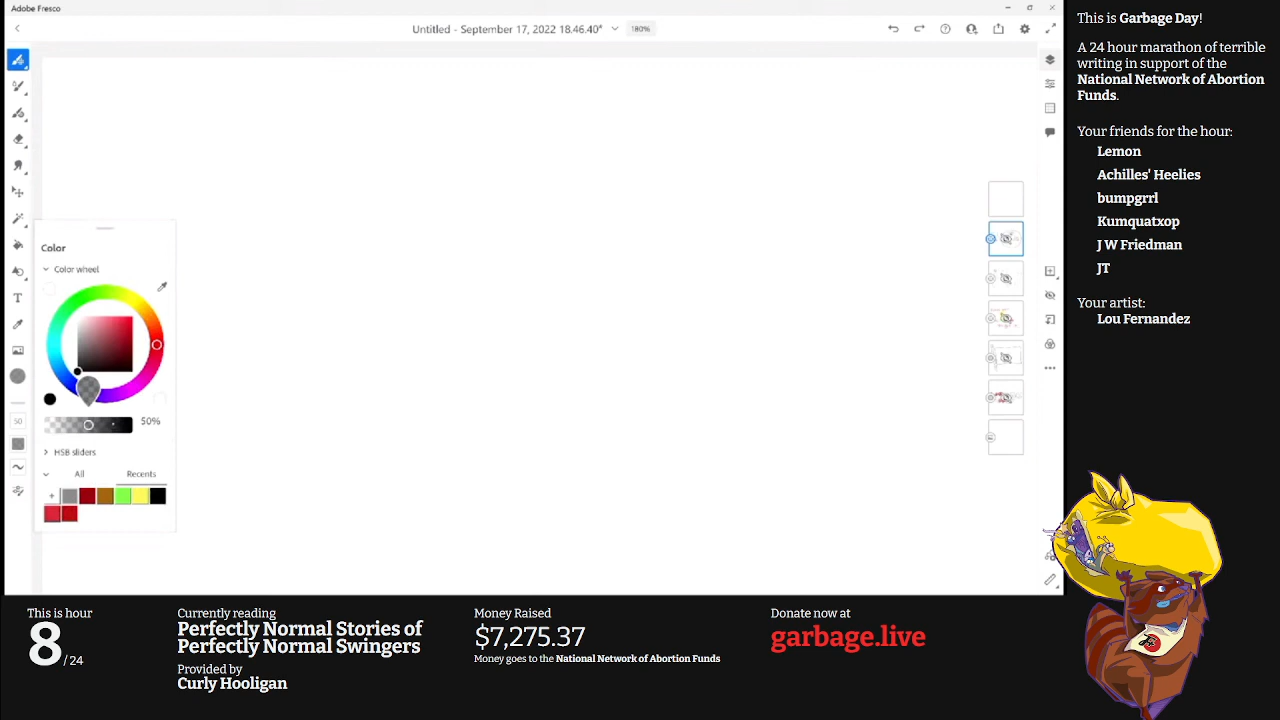 Adobe Fresco
Untitled - September 17, 2022 18.46.40*
180%
Color
Color wheel
50%
HSB sliders
All
Recents
50
This is Garbage Day!
A 24 hour marathon of terrible
writing in support of the
National Network of Abortion
Funds.
Your friends for the hour:
Lemon
Achilles' Heelies
bumpgrrl
Kumquatxop
J W Friedman
JT
Your artist:
Lou Fernandez
This is hour
8/24
Currently reading
Perfectly Normal Stories of
Perfectly Normal Swingers
Provided by
Curly Hooligan
Money Raised
$7,275.37
Money goes to the National Network of Abortion Funds
Donate now at
garbage.live